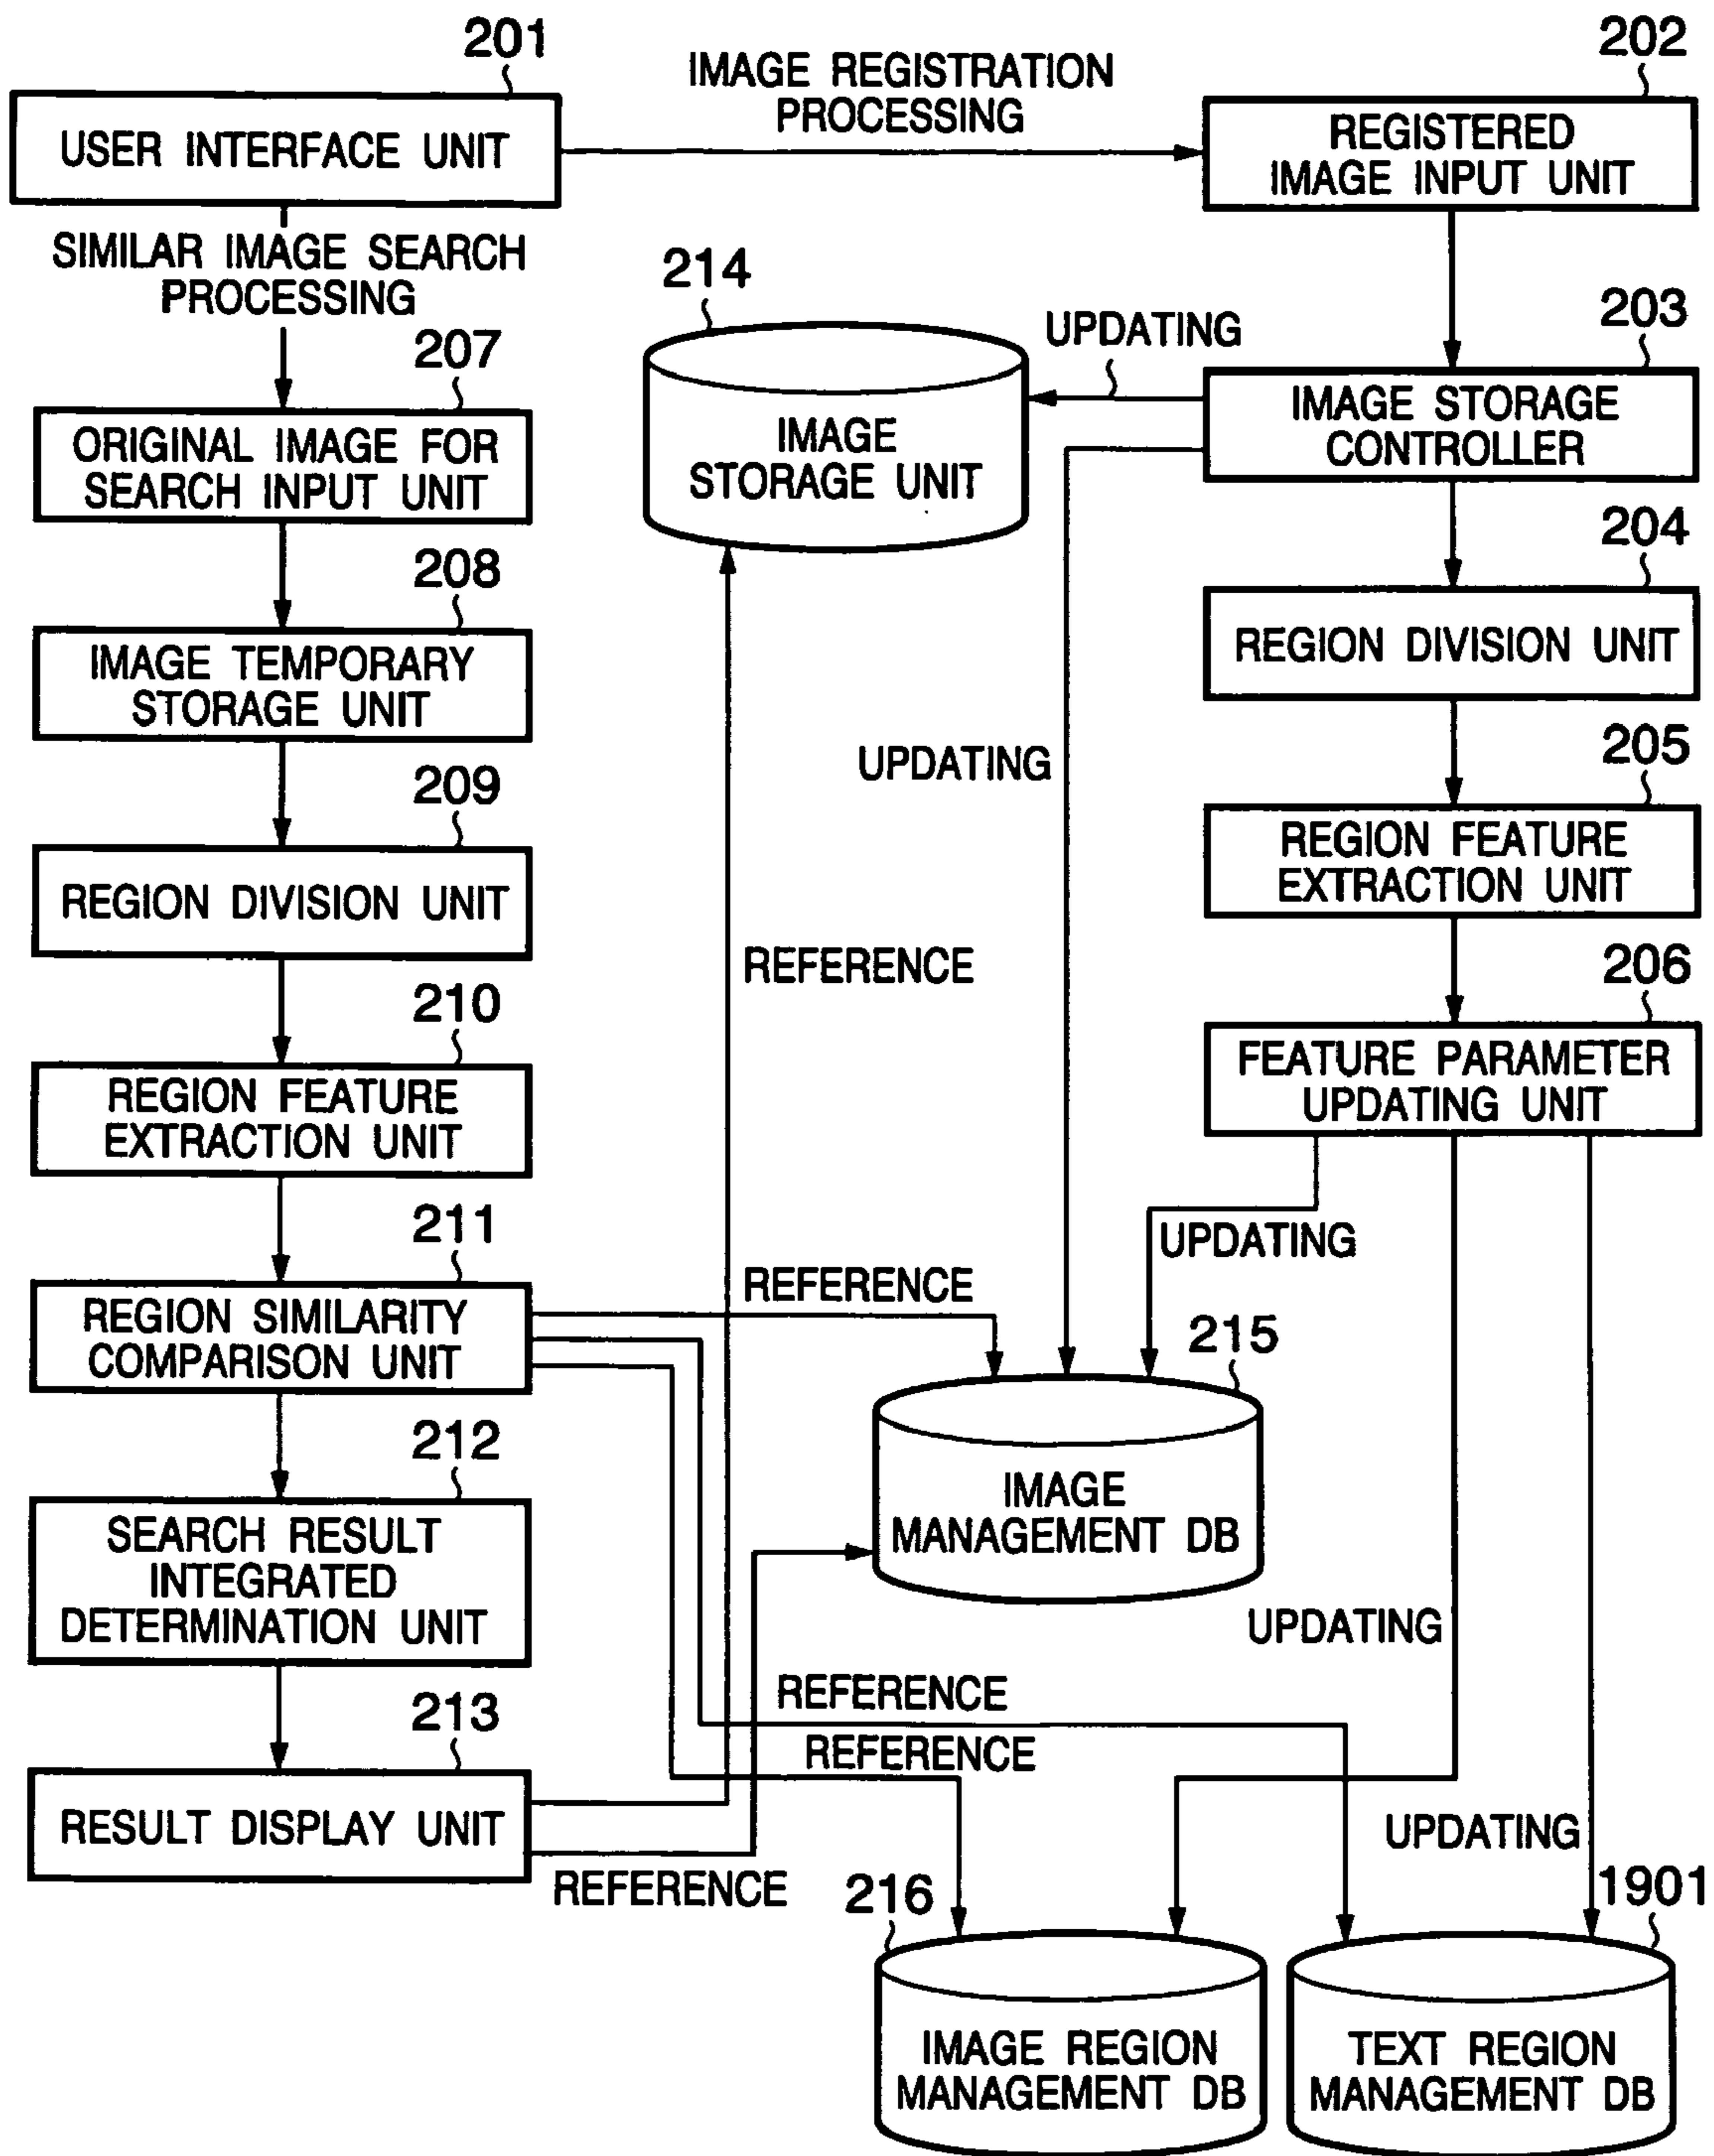 201
USER INTERFACE UNIT
IMAGE REGISTRATION
PROCESSING
202
REGISTERED
IMAGE INPUT UNIT
SIMILAR IMAGE SEARCH
PROCESSING
214
IMAGE
STORAGE UNIT
UPDATING
203
IMAGE STORAGE
CONTROLLER
207
ORIGINAL IMAGE FOR
SEARCH INPUT UNIT
204
REGION DIVISION UNIT
208
IMAGE TEMPORARY
STORAGE UNIT
UPDATING
205
REGION FEATURE
EXTRACTION UNIT
209
REGION DIVISION UNIT
REFERENCE
206
FEATURE PARAMETER
UPDATING UNIT
210
REGION FEATURE
EXTRACTION UNIT
UPDATING
211
REGION SIMILARITY
COMPARISON UNIT
REFERENCE
215
IMAGE
MANAGEMENT DB
212
SEARCH RESULT
INTEGRATED
DETERMINATION UNIT
UPDATING
REFERENCE
REFERENCE
213
RESULT DISPLAY UNIT
REFERENCE
UPDATING
216
IMAGE REGION
MANAGEMENT DB
1901
TEXT REGION
MANAGEMENT DB